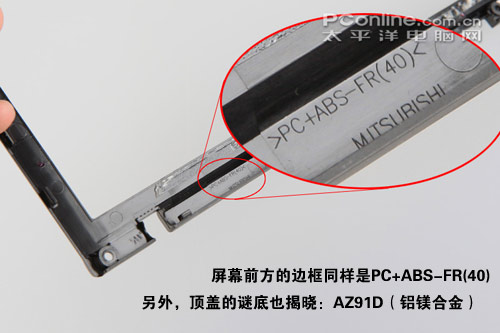 PConline.com.cn
太平洋电脑网
>PC+ABS-FR(40)<
MITSUBISHI
屏幕前方的边框同样是PC+ABS-FR(40)
另外，顶盖的谜底也揭晓：AZ91D（铝镁合金）